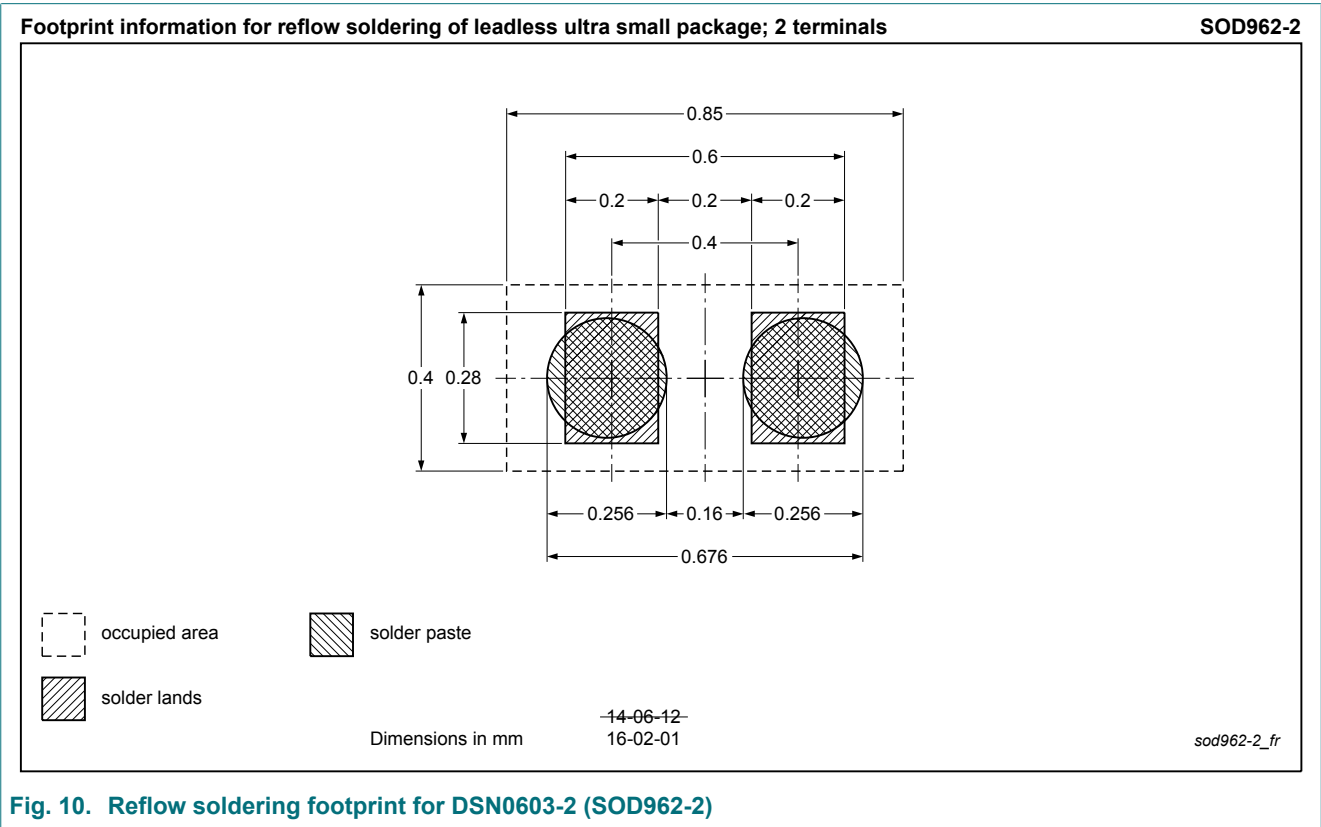 Footprint information for reflow soldering of leadless ultra small package; 2 terminals SOD962-2
0.85
0.6
0.2 0.2 0.2
0.4
0.4 0.28
0.256 0.16 0.256
0.676
occupied area solder paste
solder lands
14-06-12
Dimensions in mm 16-02-01 sod962-2_fr
Fig. 10. Reflow soldering footprint for DSN0603-2 (SOD962-2)